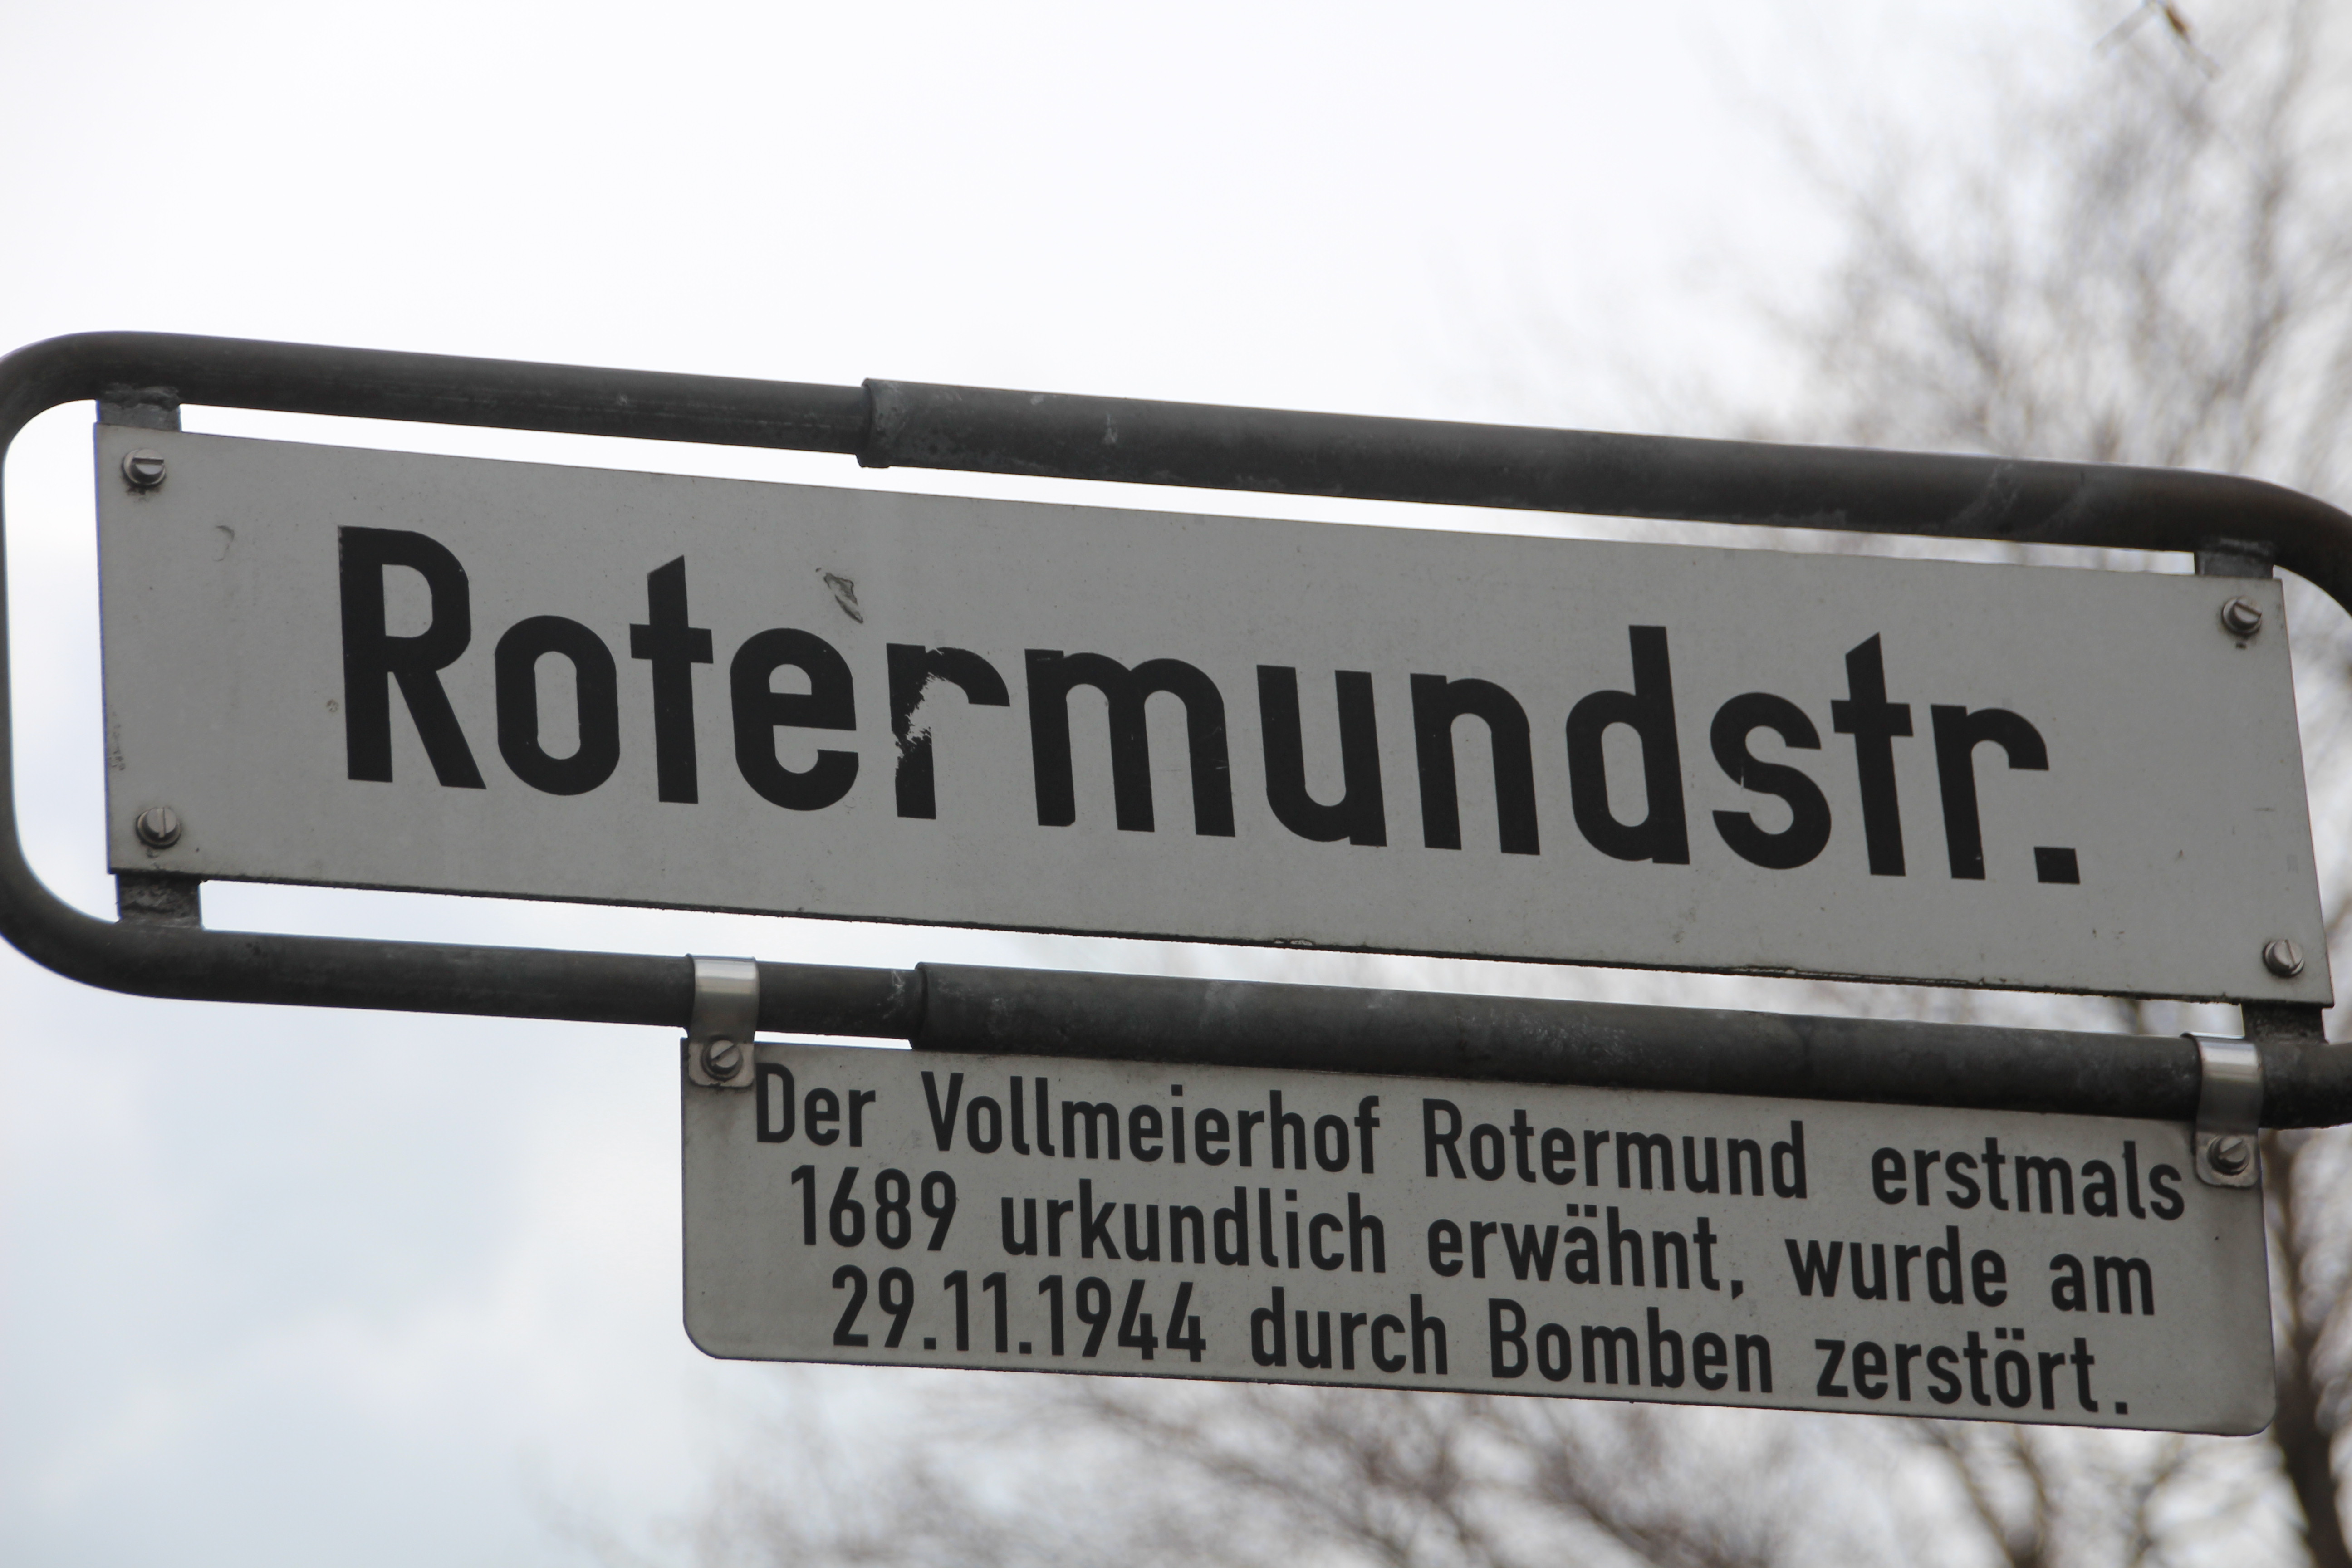 Rotermundstr.
Der Vollmeierhof Rotermund erstmals
1689 urkundlich erwähnt, wurde am
29.11.1944 durch Bomben zerstört.